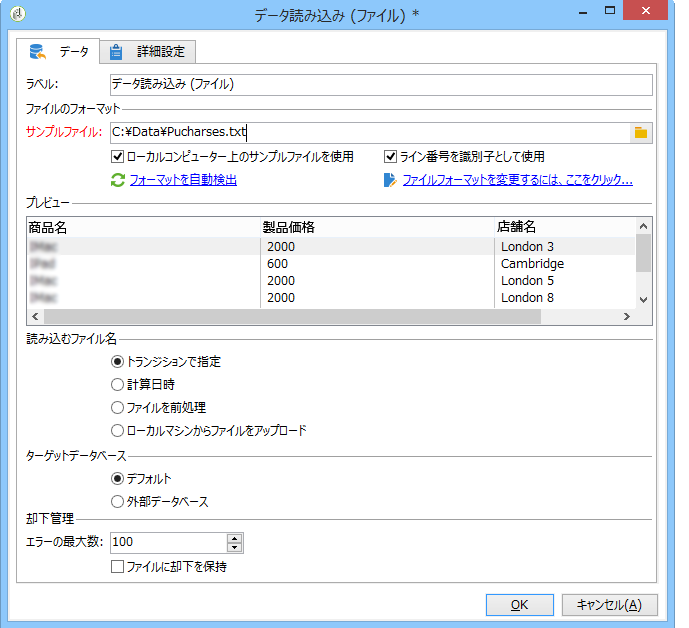 データ読み込み (ファイル) *
データ 詳細設定
ラベル: データ読み込み (ファイル)
ファイルのフォーマット
サンプルファイル: C:¥Data¥Pucharses.txt
ローカルコンピューター上のサンプルファイルを使用 ライン番号を識別子として使用
フォーマットを自動検出 ファイルフォーマットを変更するには、ここをクリック...
プレビュー
商品名 製品価格 店舗名
2000 London 3
600 Cambridge
2000 London 5
2000 London 8
読み込むファイル名
トランジションで指定
計算日時
ファイルを前処理
ローカルマシンからファイルをアップロード
ターゲットデータベース
デフォルト
外部データベース
却下管理
エラーの最大数: 100
ファイルに却下を保持
OK キャンセル(A)